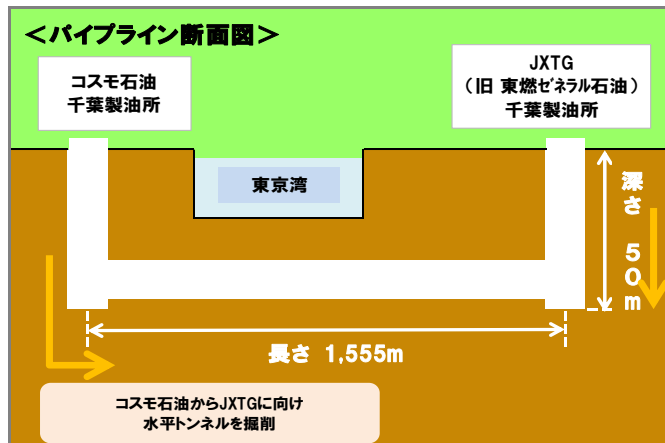 <パイプライン断面図>
コスモ石油
千葉製油所
JXTG
(旧 東燃ゼネラル石油)
千葉製油所
東京湾
深さ 50m
長さ 1,555m
コスモ石油からJXTGに向け
水平トンネルを掘削